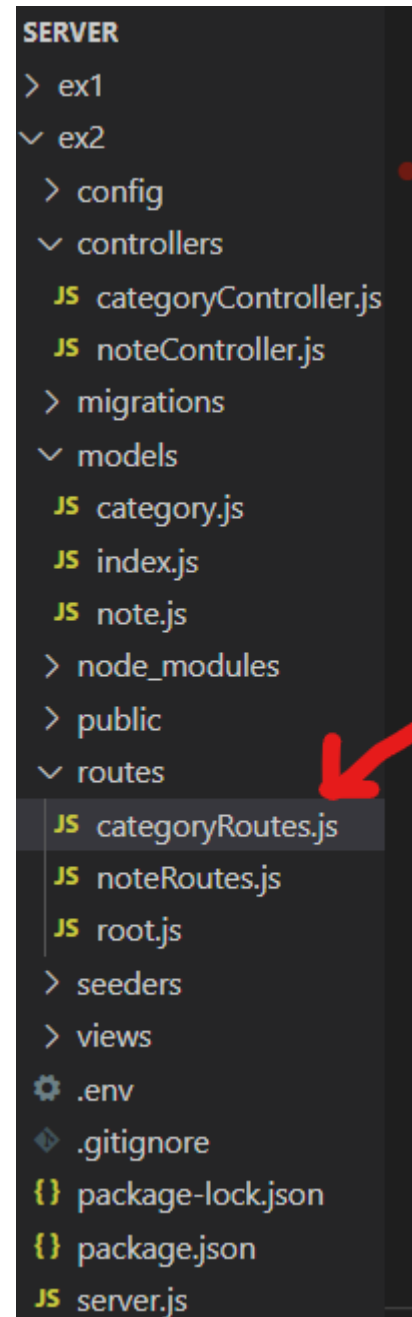 SERVER
> ex1
ex2
> config
controllers
JS categoryController.js
JS noteController.js
> migrations
models
JS category.js
JS index.js
JS note.js
> node_modules
> public
routes
JS categoryRoutes.js
JS noteRoutes.js
JS root.js
> seeders
> views
.env
.gitignore
{} package-lock.json
{} package.json
JS server.js